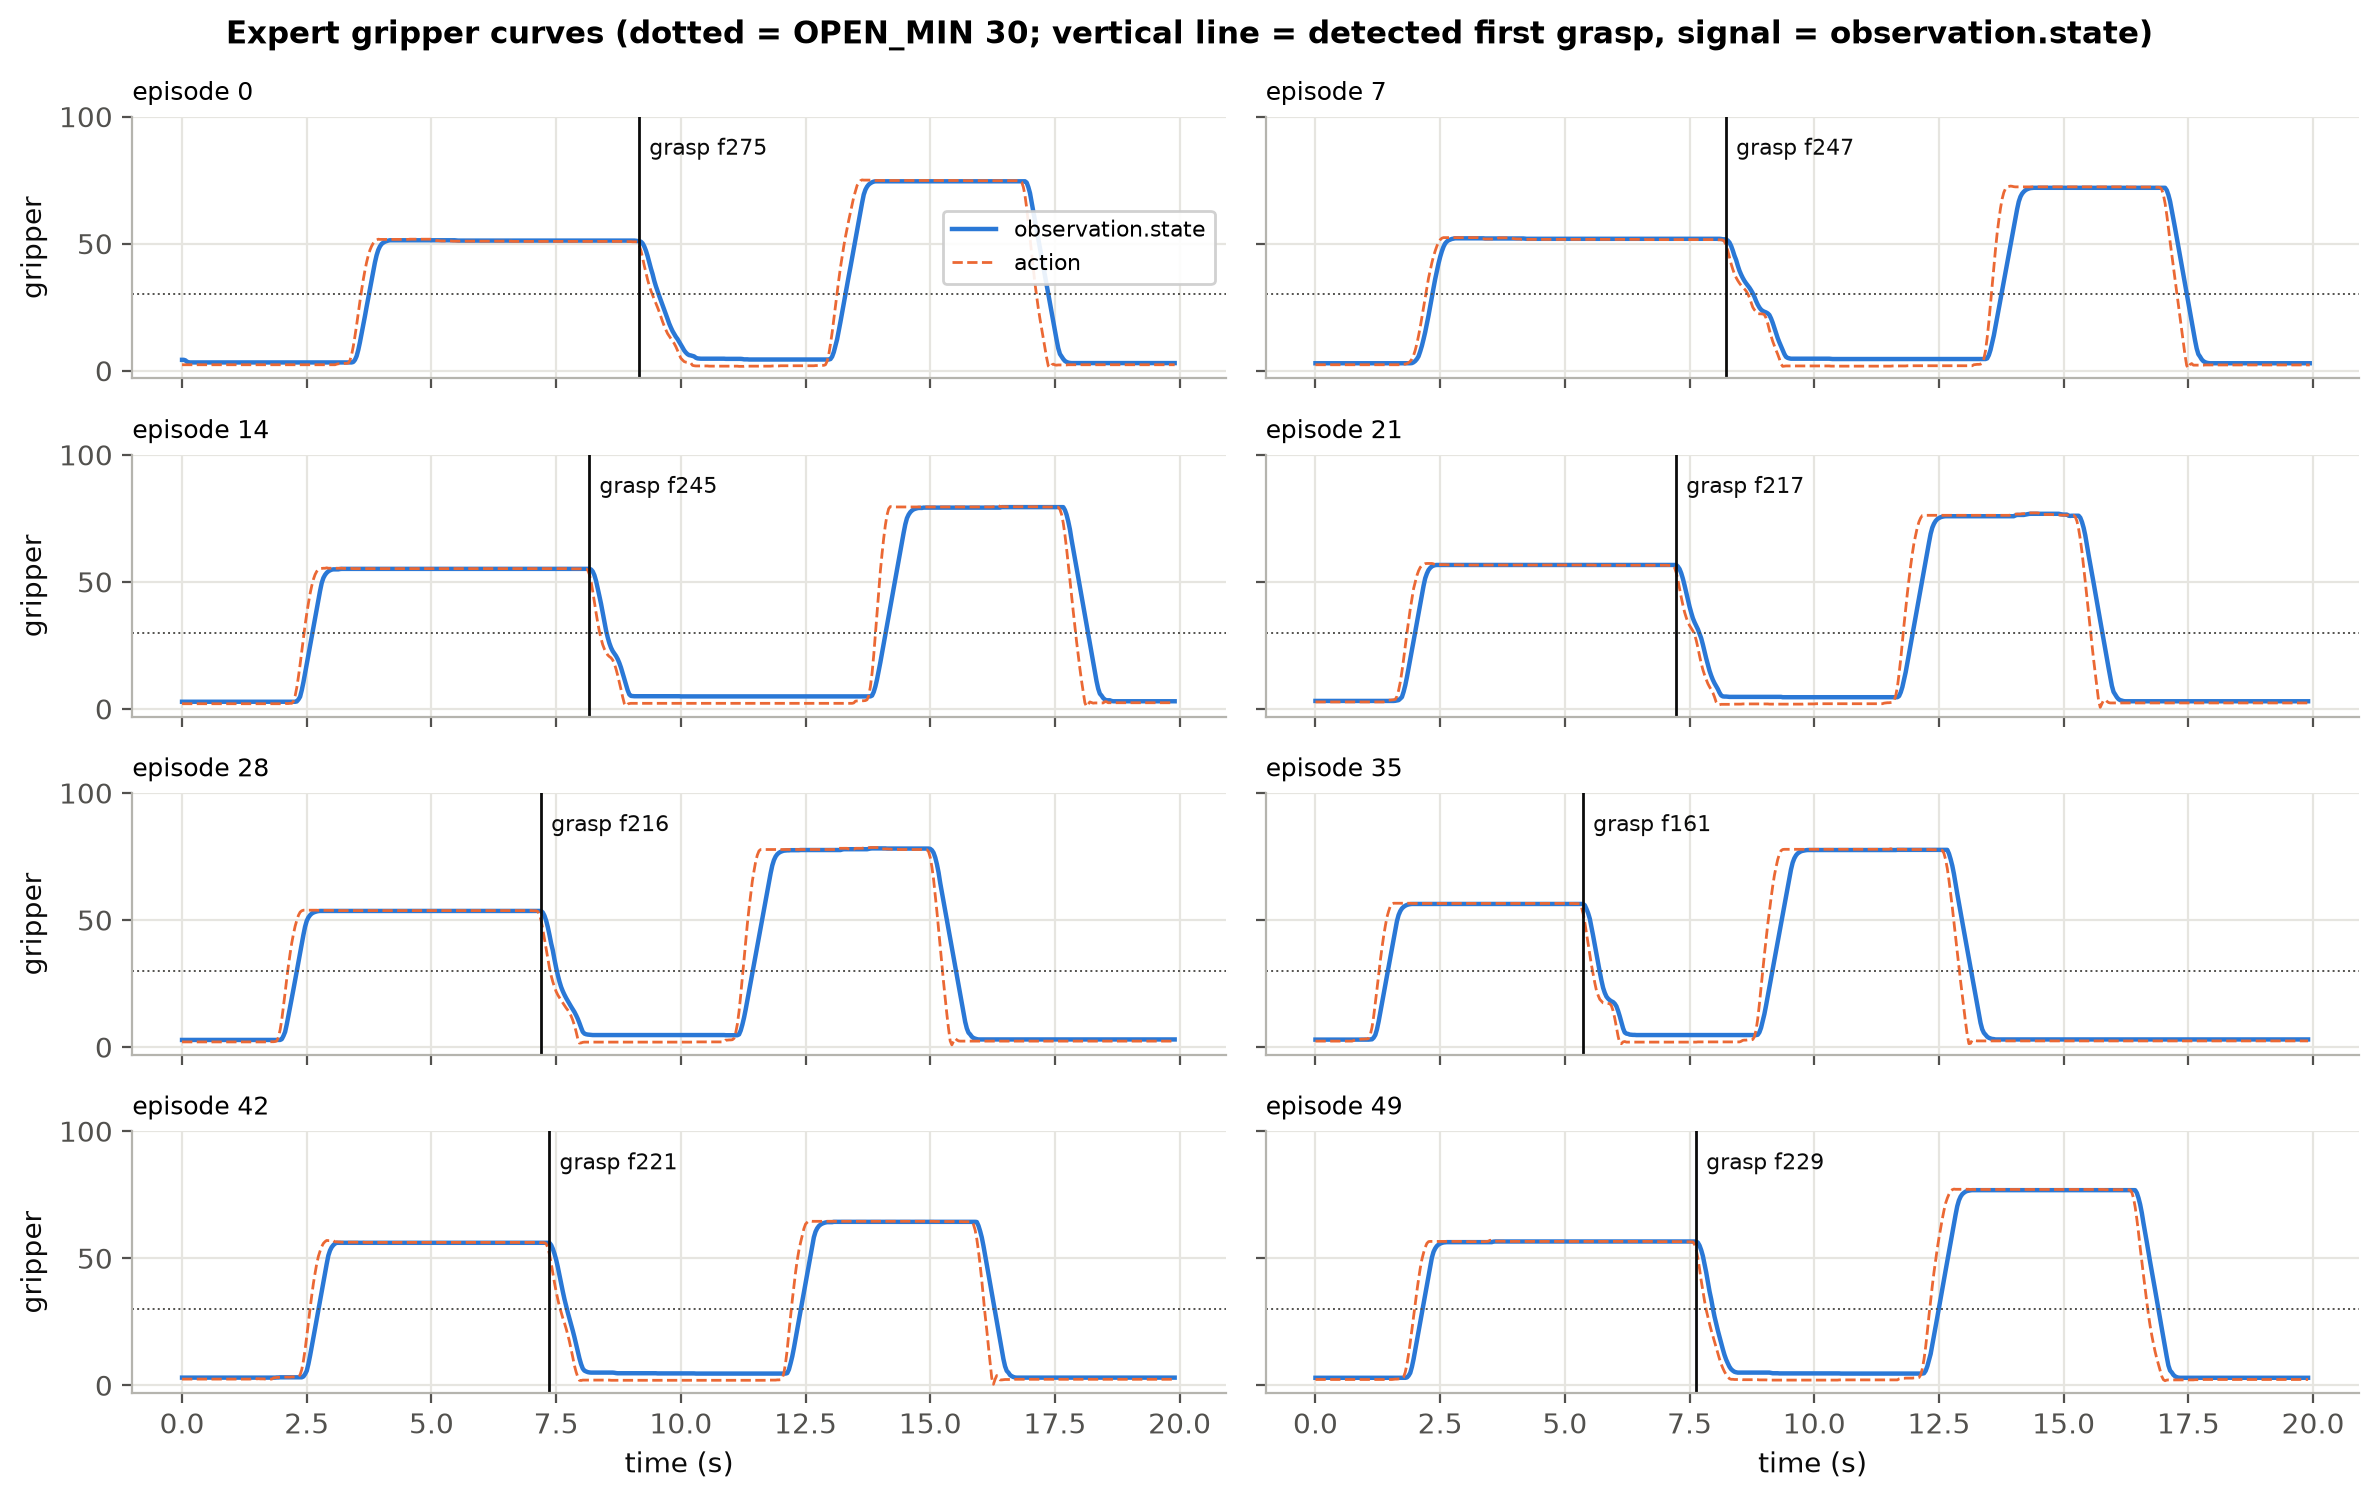 Expert gripper curves (dotted = OPEN_MIN 30; vertical line = detected first grasp, signal = observation.state)
episode 0
100
50
0
gripper
grasp f275
observation.state
action
episode 7
grasp f247
episode 14
100
50
0
gripper
grasp f245
episode 21
grasp f217
episode 28
100
50
0
gripper
grasp f216
episode 35
grasp f161
episode 42
100
50
0
gripper
grasp f221
0.0 2.5 5.0 7.5 10.0 12.5 15.0 17.5 20.0
time (s)
episode 49
grasp f229
0.0 2.5 5.0 7.5 10.0 12.5 15.0 17.5 20.0
time (s)